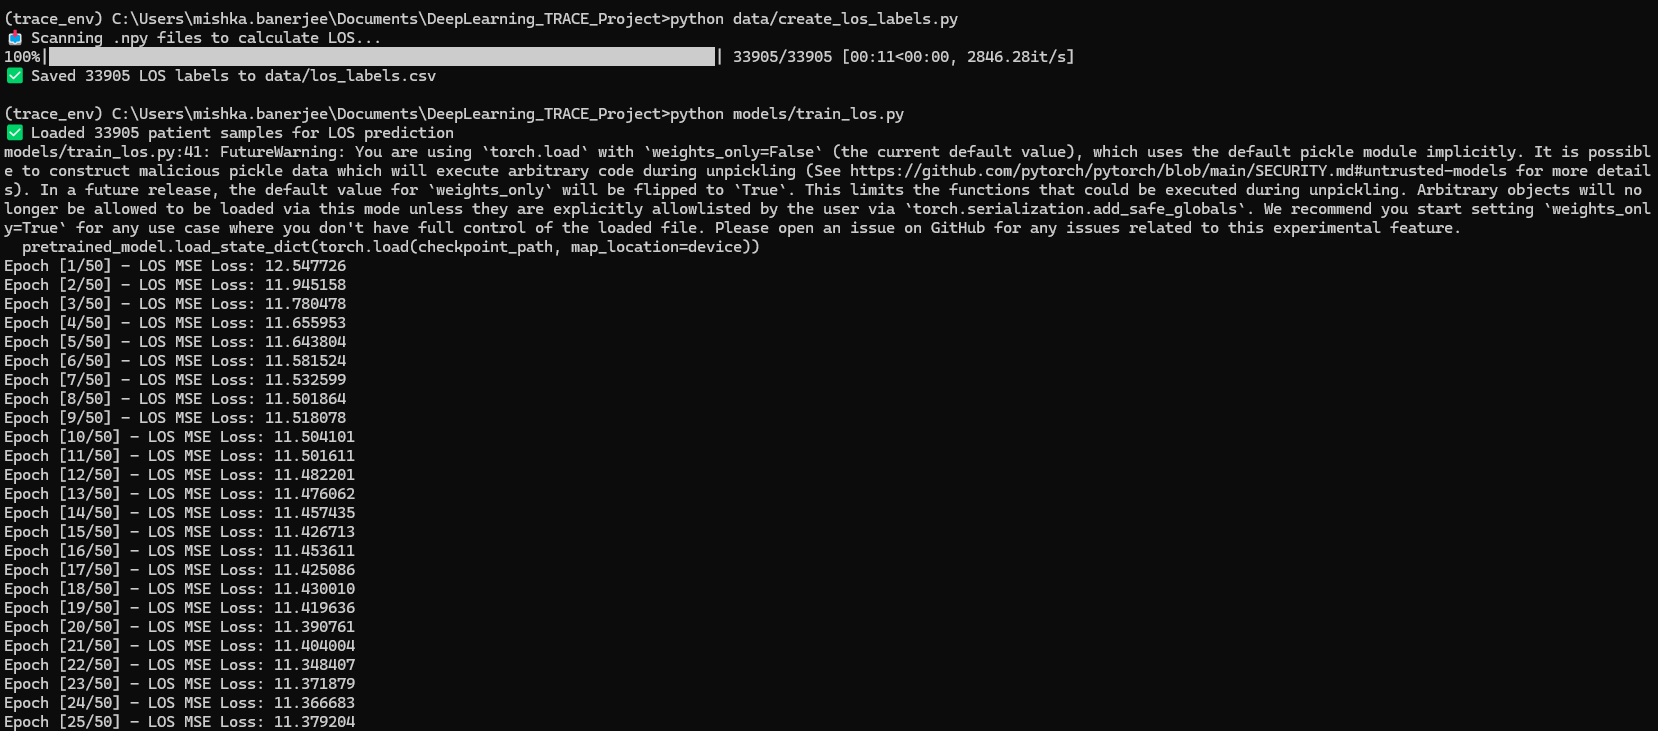 (trace_env) C:\Users\mishka.banerjee\Documents\DeepLearning_TRACE_Project>python data/create_los_labels.py
📥 Scanning .npy files to calculate LOS...
100%|██████████| 33905/33905 [00:11<00:00, 2846.28it/s]
✅ Saved 33905 LOS labels to data/los_labels.csv
(trace_env) C:\Users\mishka.banerjee\Documents\DeepLearning_TRACE_Project>python models/train_los.py
✅ Loaded 33905 patient samples for LOS prediction
models/train_los.py:41: FutureWarning: You are using `torch.load` with `weights_only=False` (the current default value), which uses the default pickle module implicitly. It is possibl
e to construct malicious pickle data which will execute arbitrary code during unpickling (See https://github.com/pytorch/pytorch/blob/main/SECURITY.md#untrusted-models for more detail
s). In a future release, the default value for `weights_only` will be flipped to `True`. This limits the functions that could be executed during unpickling. Arbitrary objects will no
longer be allowed to be loaded via this mode unless they are explicitly allowlisted by the user via `torch.serialization.add_safe_globals`. We recommend you start setting `weights_onl
y=True` for any use case where you don't have full control of the loaded file. Please open an issue on GitHub for any issues related to this experimental feature.
  pretrained_model.load_state_dict(torch.load(checkpoint_path, map_location=device))
Epoch [1/50] - LOS MSE Loss: 12.547726
Epoch [2/50] - LOS MSE Loss: 11.945158
Epoch [3/50] - LOS MSE Loss: 11.780478
Epoch [4/50] - LOS MSE Loss: 11.655953
Epoch [5/50] - LOS MSE Loss: 11.643804
Epoch [6/50] - LOS MSE Loss: 11.581524
Epoch [7/50] - LOS MSE Loss: 11.532599
Epoch [8/50] - LOS MSE Loss: 11.501864
Epoch [9/50] - LOS MSE Loss: 11.518078
Epoch [10/50] - LOS MSE Loss: 11.504101
Epoch [11/50] - LOS MSE Loss: 11.501611
Epoch [12/50] - LOS MSE Loss: 11.482201
Epoch [13/50] - LOS MSE Loss: 11.476062
Epoch [14/50] - LOS MSE Loss: 11.457435
Epoch [15/50] - LOS MSE Loss: 11.426713
Epoch [16/50] - LOS MSE Loss: 11.453611
Epoch [17/50] - LOS MSE Loss: 11.425086
Epoch [18/50] - LOS MSE Loss: 11.430010
Epoch [19/50] - LOS MSE Loss: 11.419636
Epoch [20/50] - LOS MSE Loss: 11.390761
Epoch [21/50] - LOS MSE Loss: 11.404004
Epoch [22/50] - LOS MSE Loss: 11.348407
Epoch [23/50] - LOS MSE Loss: 11.371879
Epoch [24/50] - LOS MSE Loss: 11.366683
Epoch [25/50] - LOS MSE Loss: 11.379204